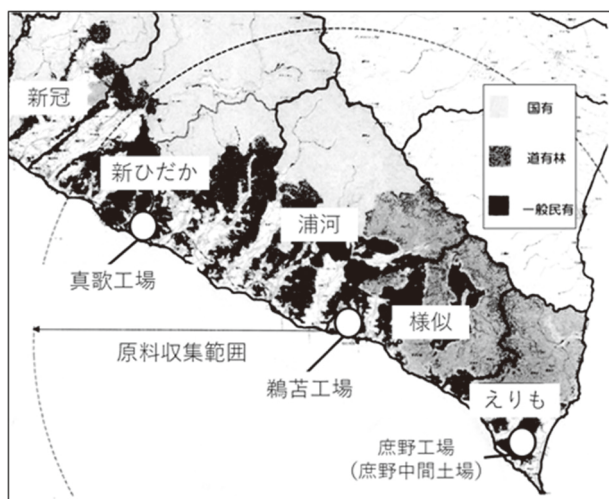 新冠
国有
道有林
一般民有
新ひだか
浦河
真歌工場
様似
原料収集範囲
鵜苫工場
えりも
庶野工場
(庶野中間土場)